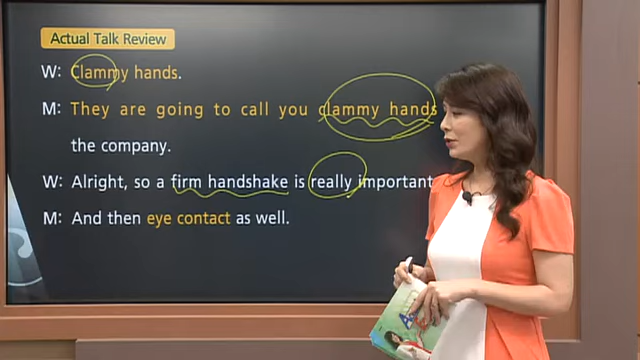 Actual Talk Review
W: Clammy hands.
M: They are going to call you clammy hands
the company.
W: Alright, so a firm handshake is really important
M: And then eye contact as well.